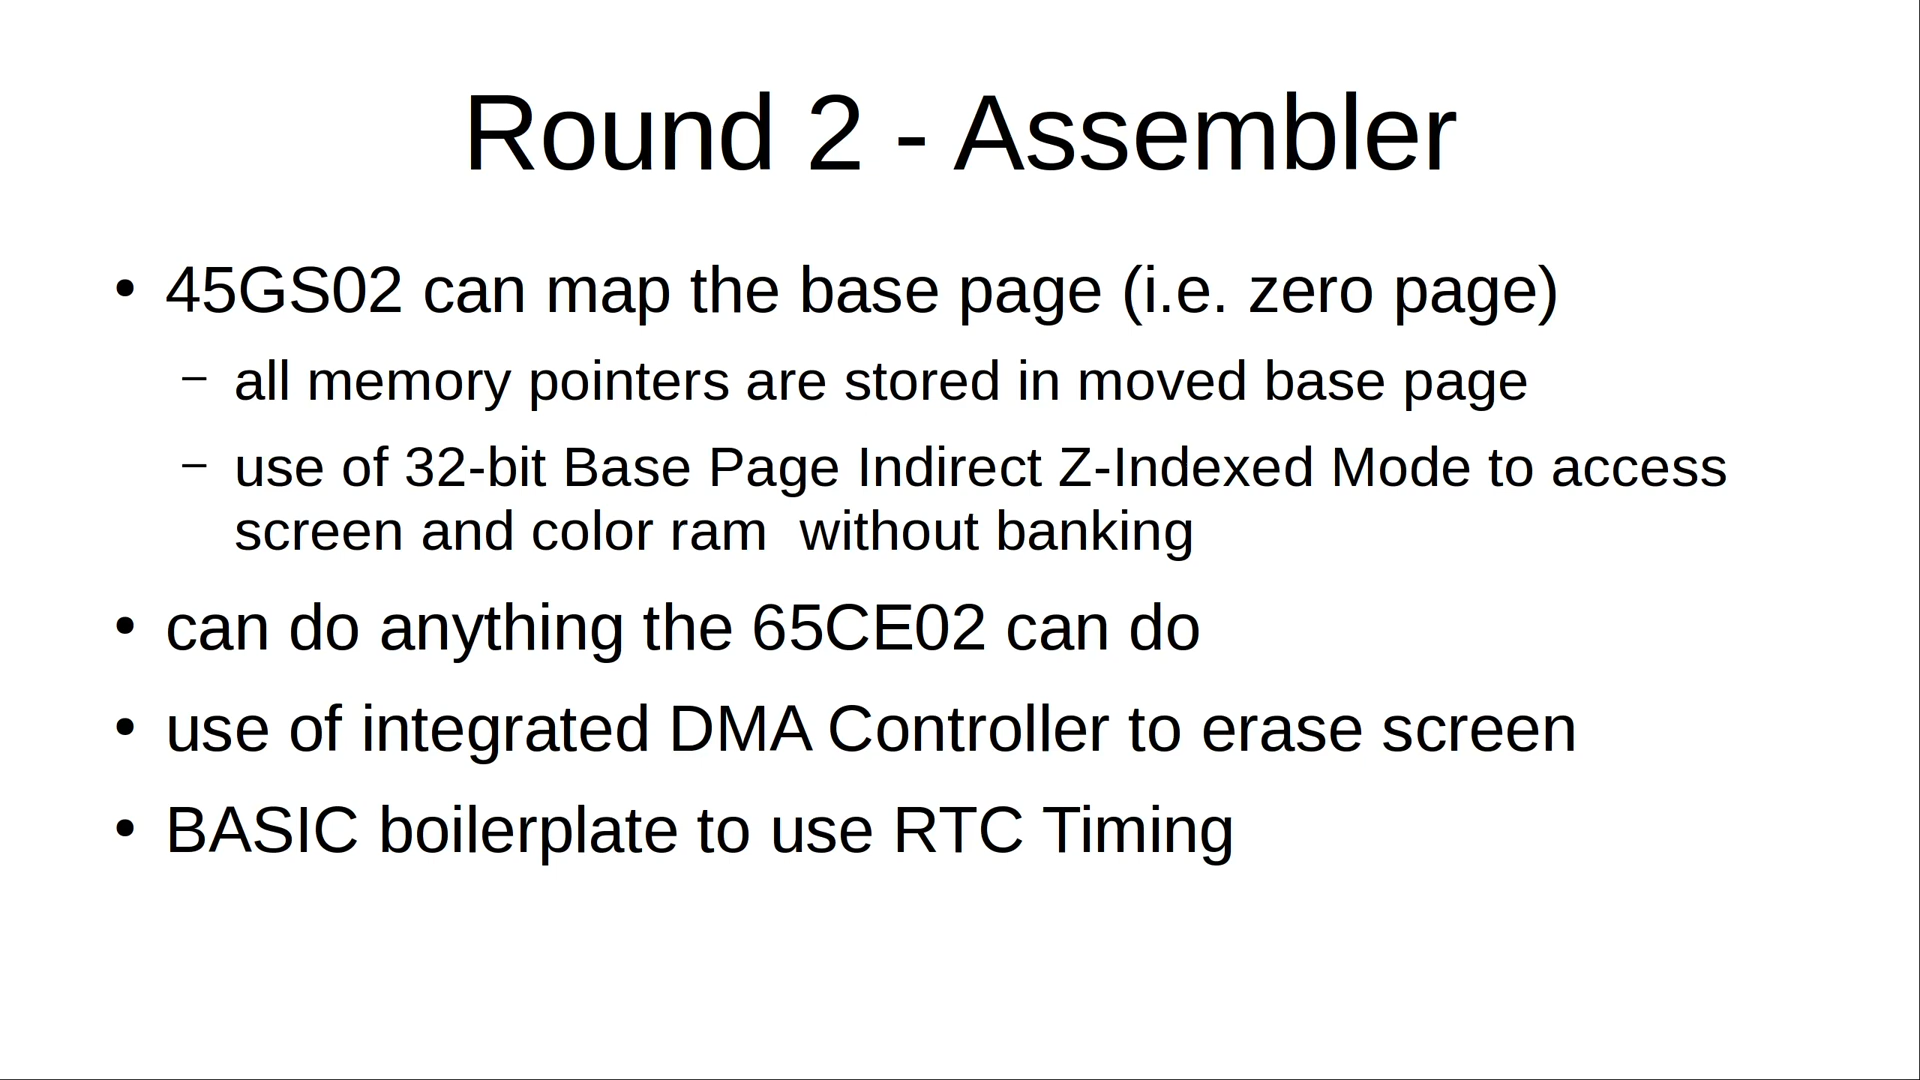 Round 2 - Assembler
• 45GS02 can map the base page (i.e. zero page)
– all memory pointers are stored in moved base page
– use of 32-bit Base Page Indirect Z-Indexed Mode to access
screen and color ram  without banking
• can do anything the 65CE02 can do
• use of integrated DMA Controller to erase screen
• BASIC boilerplate to use RTC Timing